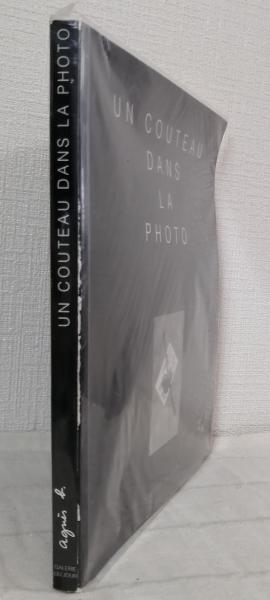 UN COUTEAU DANS LA PHOTO
agnès b.
GALERIE
DU JOUR
UN COUTEAU
DANS
LA
PHOTO